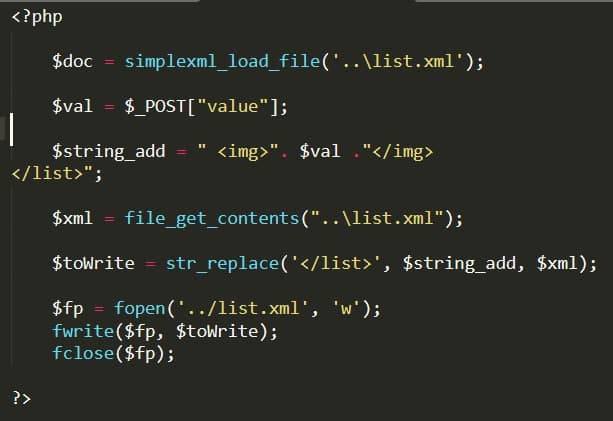 <?php
$doc = simplexml_load_file('..\list.xml');
$val = $_POST["value"];
$string_add = " <img>". $val ."</img>
</list>";
$xml = file_get_contents("..\list.xml");
$toWrite = str_replace('</list>', $string_add, $xml);
$fp = fopen('../list.xml', 'w');
fwrite($fp, $toWrite);
fclose($fp);
?>